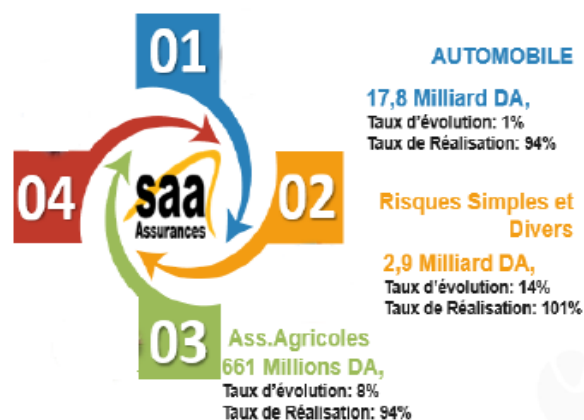 01
AUTOMOBILE
17,8 Milliard DA,
Taux d'évolution: 1%
Taux de Réalisation: 94%
04
saa
Assurances
02
Risques Simples et
Divers
2,9 Milliard DA,
Taux d'évolution: 14%
Taux de Réalisation: 101%
03
Ass.Agricoles
661 Millions DA,
Taux d'évolution: 8%
Taux de Réalisation: 94%